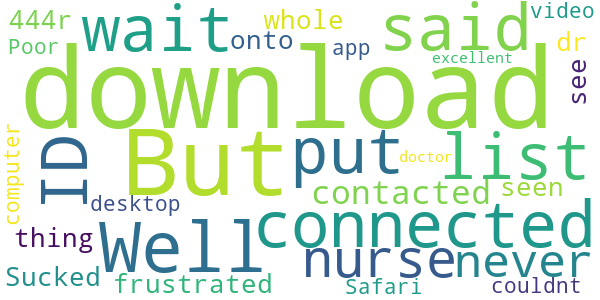 444r wait whole said video
Poor onto app excellent dr
download see
ID But put list
computer doctor
desktop contacted seen
thing Well connected
nurse never
Sucked frustrated Safari couldnt